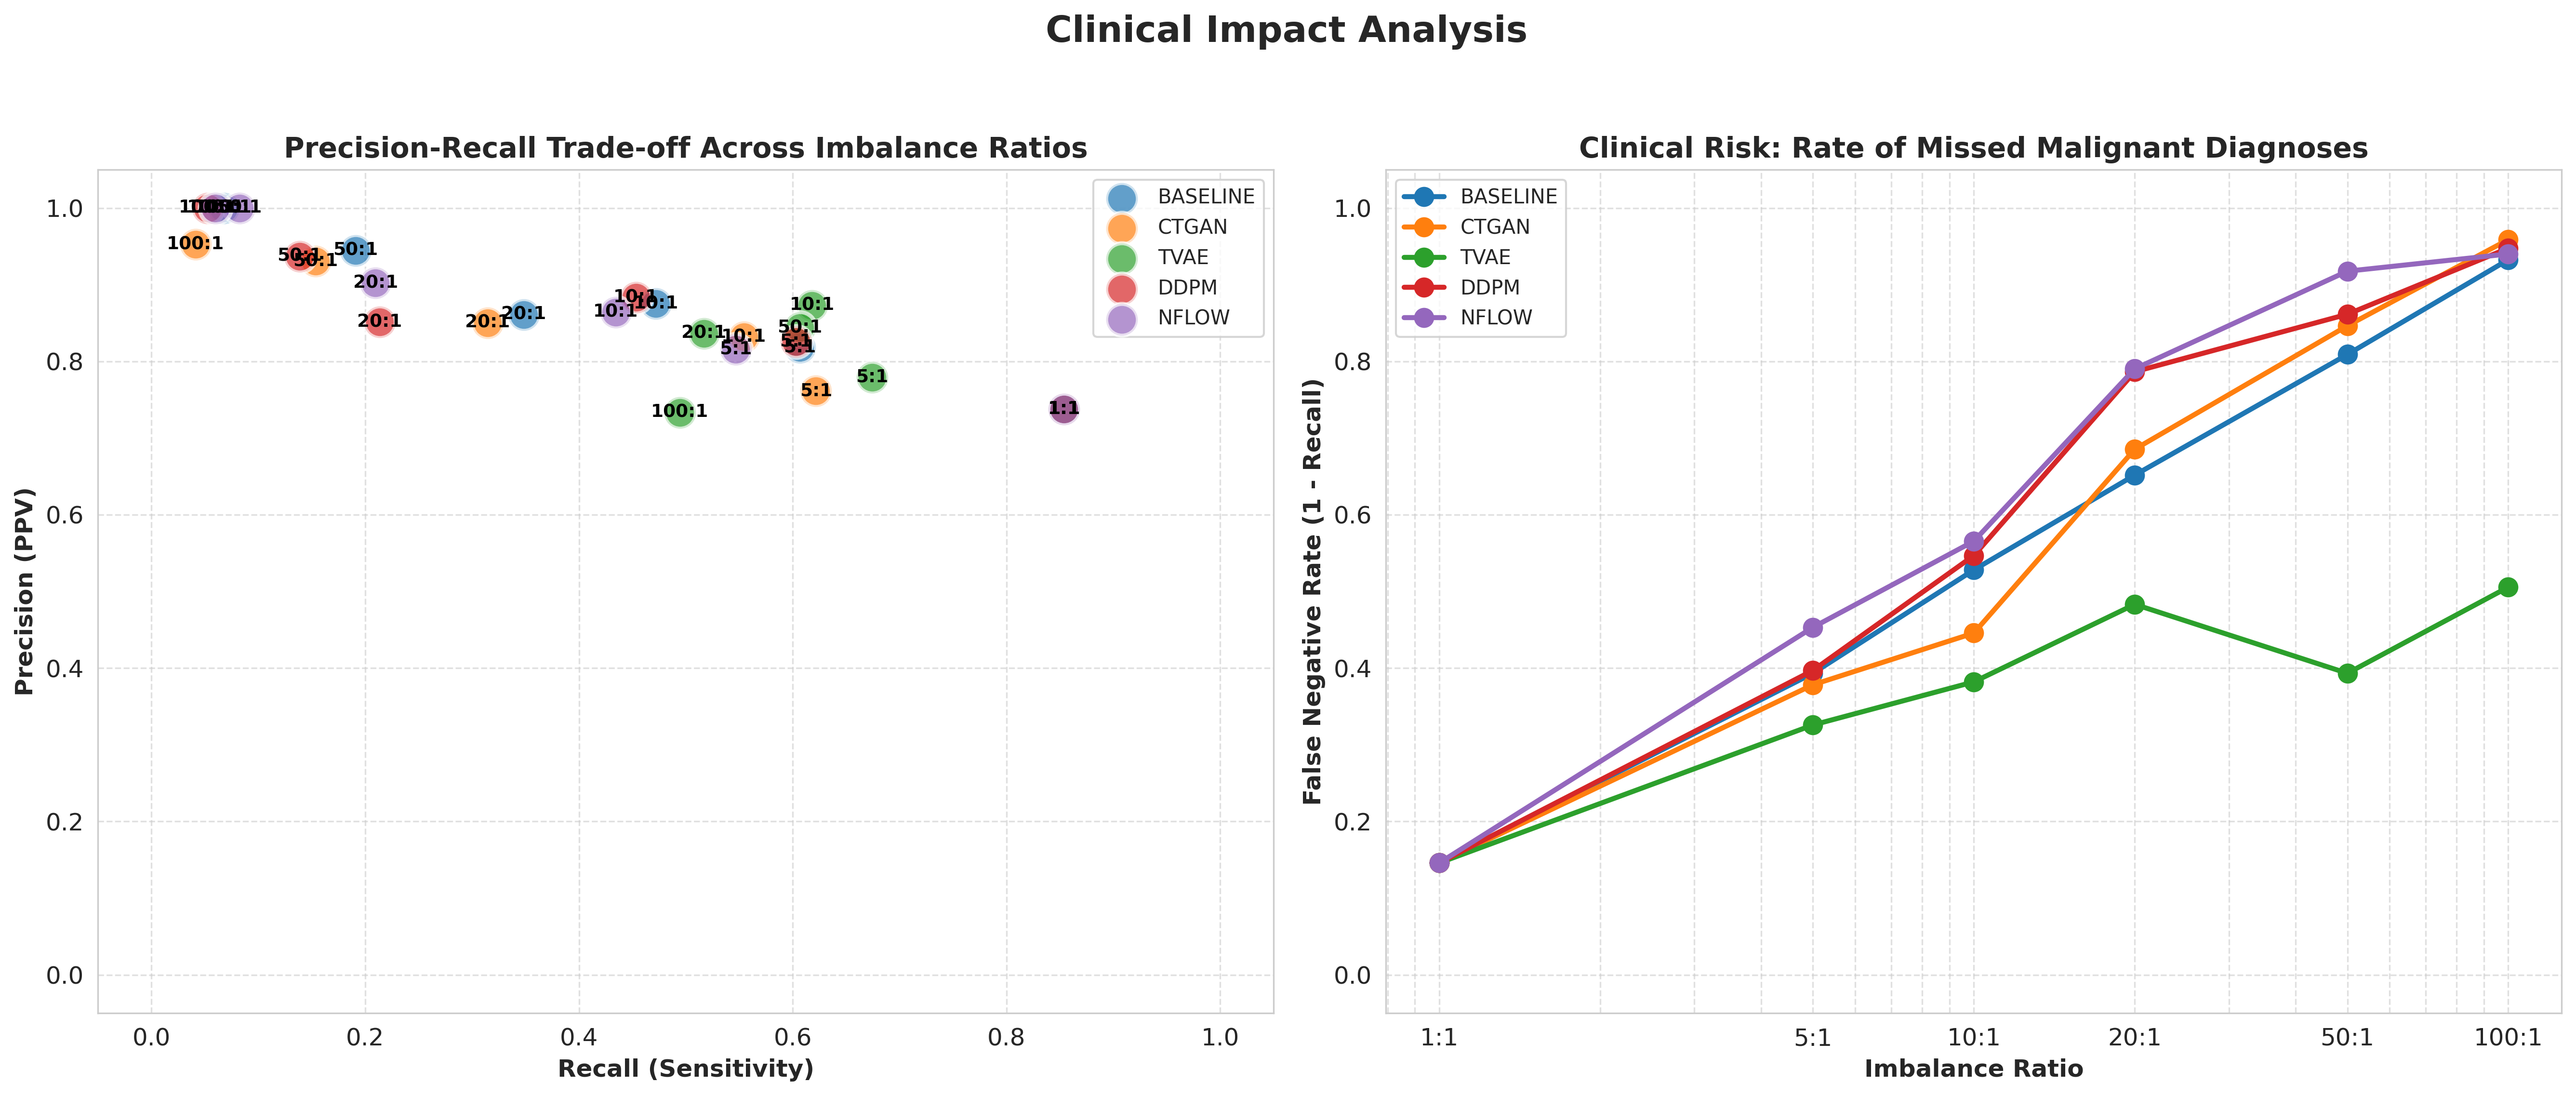 Clinical Impact Analysis
Precision-Recall Trade-off Across Imbalance Ratios
Precision (PPV)
1.0
0.8
0.6
0.4
0.2
0.0
0.0 0.2 0.4 0.6 0.8 1.0
Recall (Sensitivity)
BASELINE
CTGAN
TVAE
DDPM
NFLOW
100:1
50:1
50:1
50:1
20:1
20:1
20:1
20:1
10:1
10:1
10:1
20:1
10:1
5:1
10:1
50:1
5:1
5:1
5:1
5:1
100:1
1:1
Clinical Risk: Rate of Missed Malignant Diagnoses
False Negative Rate (1 - Recall)
1.0
0.8
0.6
0.4
0.2
0.0
BASELINE
CTGAN
TVAE
DDPM
NFLOW
1:1 5:1 10:1 20:1 50:1 100:1
Imbalance Ratio